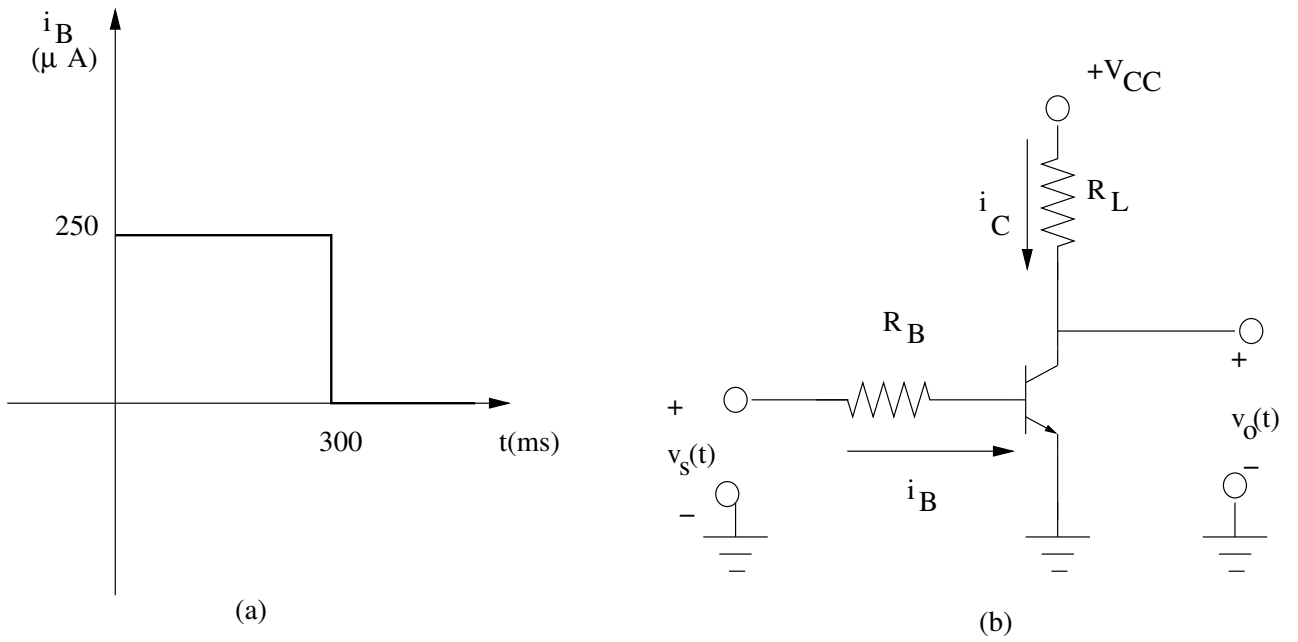 i_B
(μ A)
250
300
t(ms)
(a)
+V_CC
R_L
i_C
R_B
+
+
v_s(t)
v_o(t)
i_B
−
−
(b)